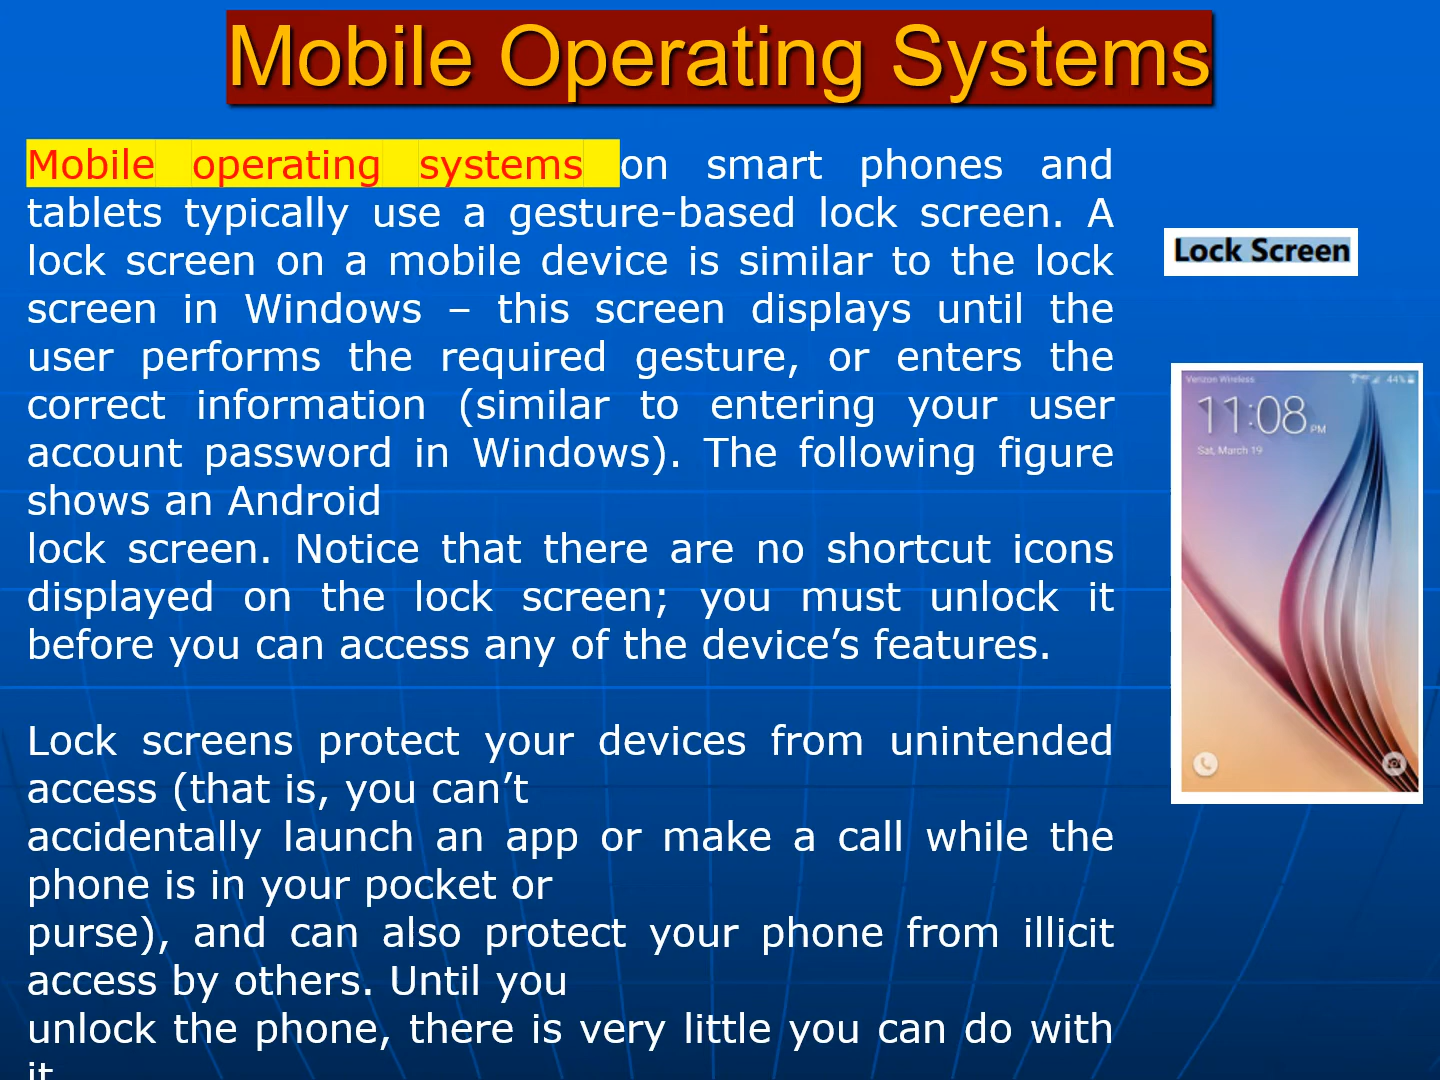 Mobile Operating Systems
Mobile operating systems on smart phones and
tablets typically use a gesture-based lock screen. A
lock screen on a mobile device is similar to the lock
screen in Windows – this screen displays until the
user performs the required gesture, or enters the
correct information (similar to entering your user
account password in Windows). The following figure
shows an Android
lock screen. Notice that there are no shortcut icons
displayed on the lock screen; you must unlock it
before you can access any of the device’s features.
Lock screens protect your devices from unintended
access (that is, you can’t
accidentally launch an app or make a call while the
phone is in your pocket or
purse), and can also protect your phone from illicit
access by others. Until you
unlock the phone, there is very little you can do with
it
Lock Screen
Verizon Wireless 44%
11:08 PM
Sat, March 19